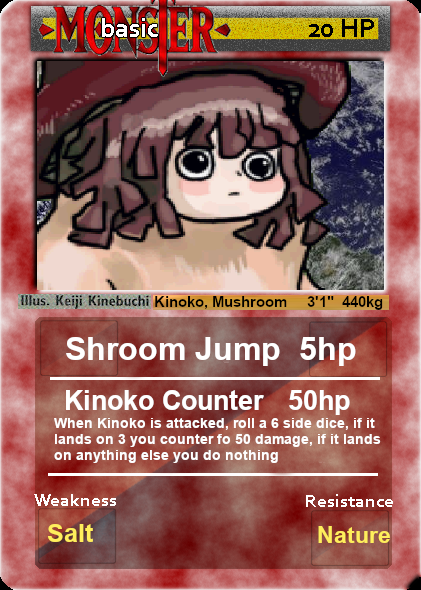 MONSTER
basic
20 HP
Illus. Keiji Kinebuchi Kinoko, Mushroom 3'1" 440kg
Shroom Jump 5hp
Kinoko Counter 50hp
When Kinoko is attacked, roll a 6 side dice, if it
lands on 3 you counter fo 50 damage, if it lands
on anything else you do nothing
Weakness
Resistance
Salt
Nature